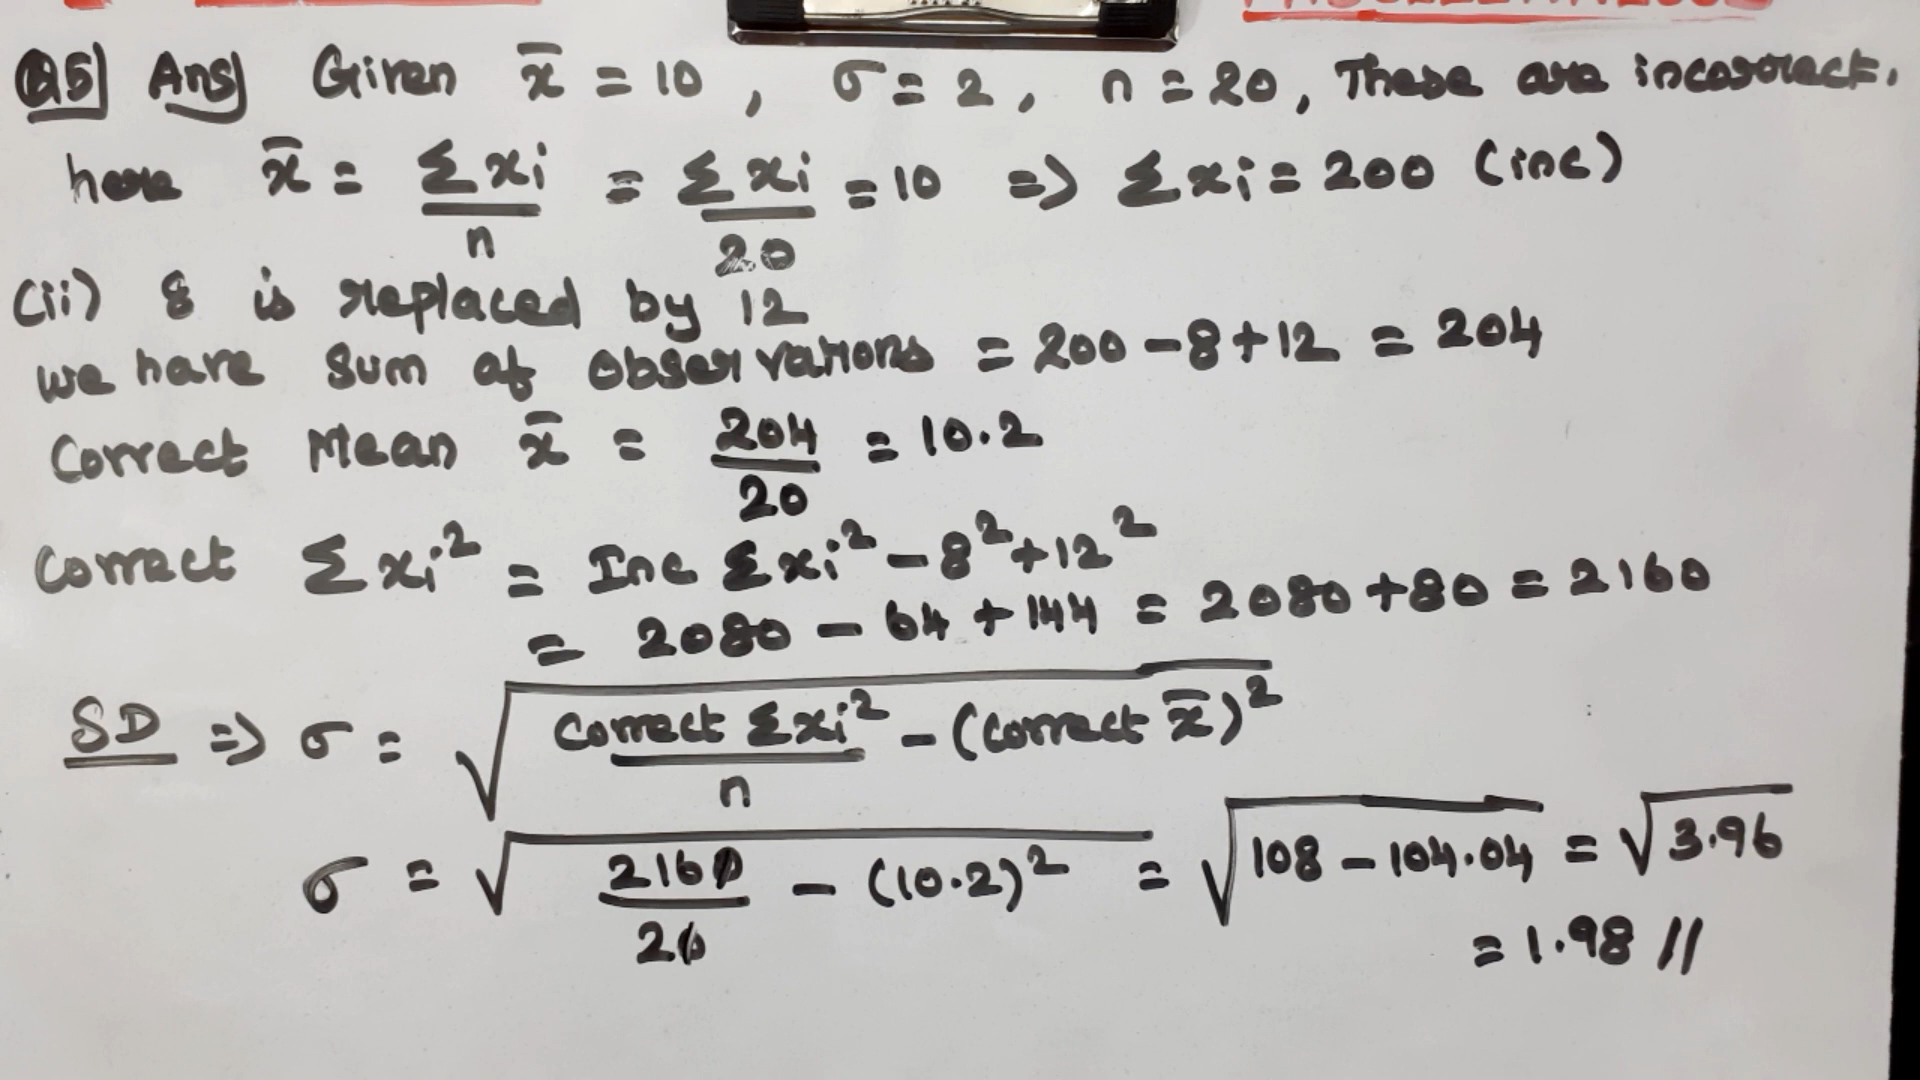 Q5) Ans) Given x̄ = 10, σ = 2, n = 20, These are incorrect.
here x̄ = Σxi/n = Σxi/20 = 10 => Σxi = 200 (inc)
(ii) 8 is replaced by 12
we have sum of observations = 200 - 8 + 12 = 204
Correct Mean x̄ = 204/20 = 10.2
Correct Σxi² = Inc Σxi² - 8² + 12²
= 2080 - 64 + 144 = 2080 + 80 = 2160
SD => σ = √(Correct Σxi²/n - (Correct x̄)²)
σ = √(2160/20 - (10.2)²) = √(108 - 104.04) = √3.96
= 1.98 //